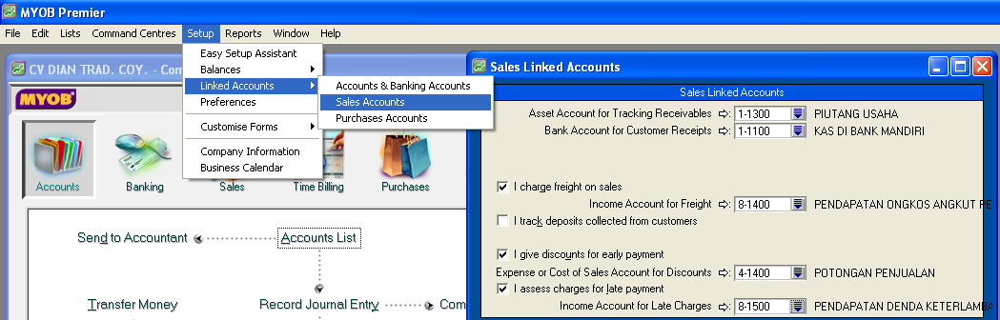 MYOB Premier
File Edit Lists Command Centres Setup Reports Window Help
CV DIAN TRAD. COY. - Com
MYOB
Easy Setup Assistant
Balances
Linked Accounts
Preferences
Customise Forms
Company Information
Business Calendar
Accounts & Banking Accounts
Sales Accounts
Purchases Accounts
Accounts Banking Sales Time Billing Purchases
Send to Accountant Accounts List
Transfer Money Record Journal Entry Com
Sales Linked Accounts
Sales Linked Accounts
Asset Account for Tracking Receivables 1-1300 PIUTANG USAHA
Bank Account for Customer Receipts 1-1100 KAS DI BANK MANDIRI
I charge freight on sales
Income Account for Freight 8-1400 PENDAPATAN ONGKOS ANGKUT PE
I track deposits collected from customers
I give discounts for early payment
Expense or Cost of Sales Account for Discounts 4-1400 POTONGAN PENJUALAN
I assess charges for late payment
Income Account for Late Charges 8-1500 PENDAPATAN DENDA KETERLAMBA